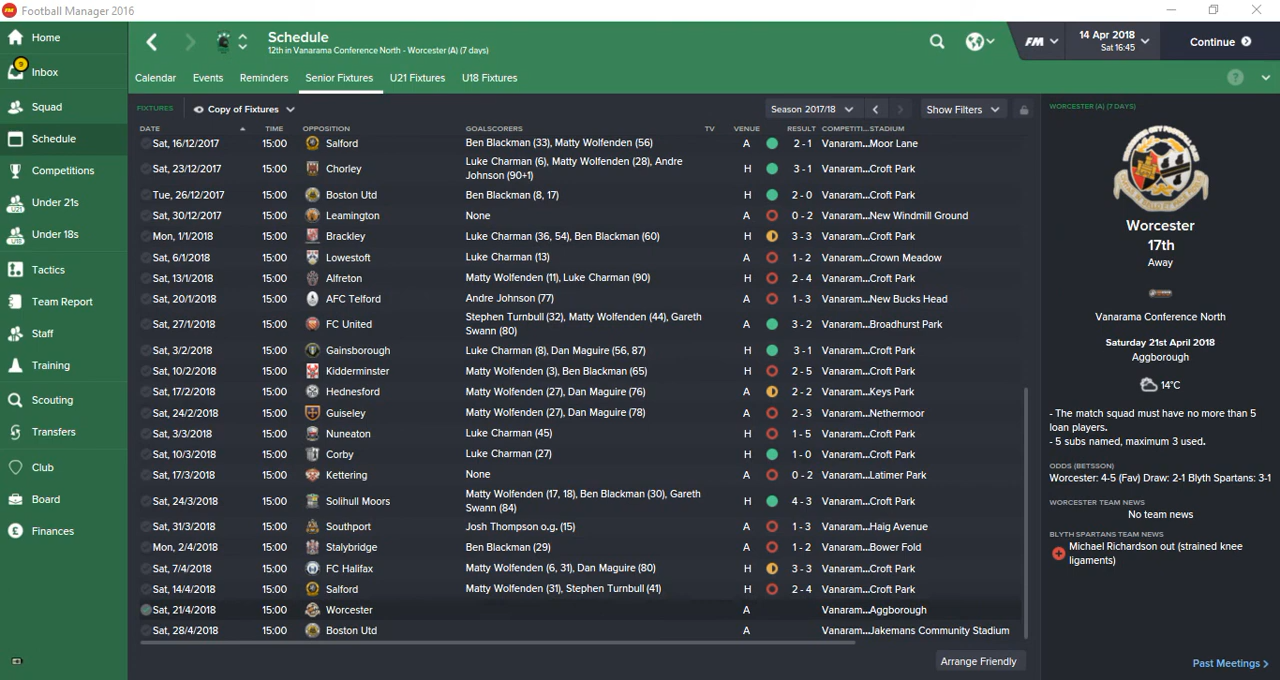 Football Manager 2016
Home
Schedule
12th in Vanarama Conference North - Worcester (A) (7 days)
FM
14 Apr 2018
Sat 16:45
Continue
9
Inbox
Calendar Events Reminders Senior Fixtures U21 Fixtures U18 Fixtures
?
Squad
Schedule
Competitions
U21
Under 21s
U18
Under 18s
Tactics
Team Report
Staff
Training
Scouting
Transfers
Club
Board
£ Finances
FIXTURES Copy of Fixtures Season 2017/18 Show Filters
DATE TIME OPPOSITION GOALSCORERS TV VENUE RESULT COMPETITI... STADIUM
Sat, 16/12/2017 15:00 Salford Ben Blackman (33), Matty Wolfenden (56) A 2 - 1 Vanaram... Moor Lane
Sat, 23/12/2017 15:00 Chorley Luke Charman (6), Matty Wolfenden (28), Andre
Johnson (90+1) H 3 - 1 Vanaram... Croft Park
Tue, 26/12/2017 15:00 Boston Utd Ben Blackman (8, 17) H 2 - 0 Vanaram... Croft Park
Sat, 30/12/2017 15:00 Leamington None A 0 - 2 Vanaram... New Windmill Ground
Mon, 1/1/2018 15:00 Brackley Luke Charman (36, 54), Ben Blackman (60) H 3 - 3 Vanaram... Croft Park
Sat, 6/1/2018 15:00 Lowestoft Luke Charman (13) A 1 - 2 Vanaram... Crown Meadow
Sat, 13/1/2018 15:00 Alfreton Matty Wolfenden (11), Luke Charman (90) H 2 - 4 Vanaram... Croft Park
Sat, 20/1/2018 15:00 AFC Telford Andre Johnson (77) A 1 - 3 Vanaram... New Bucks Head
Sat, 27/1/2018 15:00 FC United Stephen Turnbull (32), Matty Wolfenden (44), Gareth
Swann (80) A 3 - 2 Vanaram... Broadhurst Park
Sat, 3/2/2018 15:00 Gainsborough Luke Charman (8), Dan Maguire (56, 87) H 3 - 1 Vanaram... Croft Park
Sat, 10/2/2018 15:00 Kidderminster Matty Wolfenden (3), Ben Blackman (65) H 2 - 5 Vanaram... Croft Park
Sat, 17/2/2018 15:00 Hednesford Matty Wolfenden (27), Dan Maguire (76) A 2 - 2 Vanaram... Keys Park
Sat, 24/2/2018 15:00 Guiseley Matty Wolfenden (27), Dan Maguire (78) A 2 - 3 Vanaram... Nethermoor
Sat, 3/3/2018 15:00 Nuneaton Luke Charman (45) H 1 - 5 Vanaram... Croft Park
Sat, 10/3/2018 15:00 Corby Luke Charman (27) H 1 - 0 Vanaram... Croft Park
Sat, 17/3/2018 15:00 Kettering None A 0 - 2 Vanaram... Latimer Park
Sat, 24/3/2018 15:00 Solihull Moors Matty Wolfenden (17, 18), Ben Blackman (30), Gareth
Swann (84) H 4 - 3 Vanaram... Croft Park
Sat, 31/3/2018 15:00 Southport Josh Thompson o.g. (15) A 1 - 3 Vanaram... Haig Avenue
Mon, 2/4/2018 15:00 Stalybridge Ben Blackman (29) A 1 - 2 Vanaram... Bower Fold
Sat, 7/4/2018 15:00 FC Halifax Matty Wolfenden (6, 31), Dan Maguire (80) H 3 - 3 Vanaram... Croft Park
Sat, 14/4/2018 15:00 Salford Matty Wolfenden (31), Stephen Turnbull (41) H 2 - 4 Vanaram... Croft Park
Sat, 21/4/2018 15:00 Worcester A Vanaram... Aggborough
Sat, 28/4/2018 15:00 Boston Utd A Vanaram... Jakemans Community Stadium
Arrange Friendly
WORCESTER (A) (7 DAYS)
Worcester
17th
Away
Vanarama Conference North
Saturday 21st April 2018
Aggborough
14°C
- The match squad must have no more than 5
loan players.
- 5 subs named, maximum 3 used.
ODDS (BETSSON)
Worcester: 4-5 (Fav) Draw: 2-1 Blyth Spartans: 3-1
WORCESTER TEAM NEWS
No team news
BLYTH SPARTANS TEAM NEWS
Michael Richardson out (strained knee
ligaments)
Past Meetings >